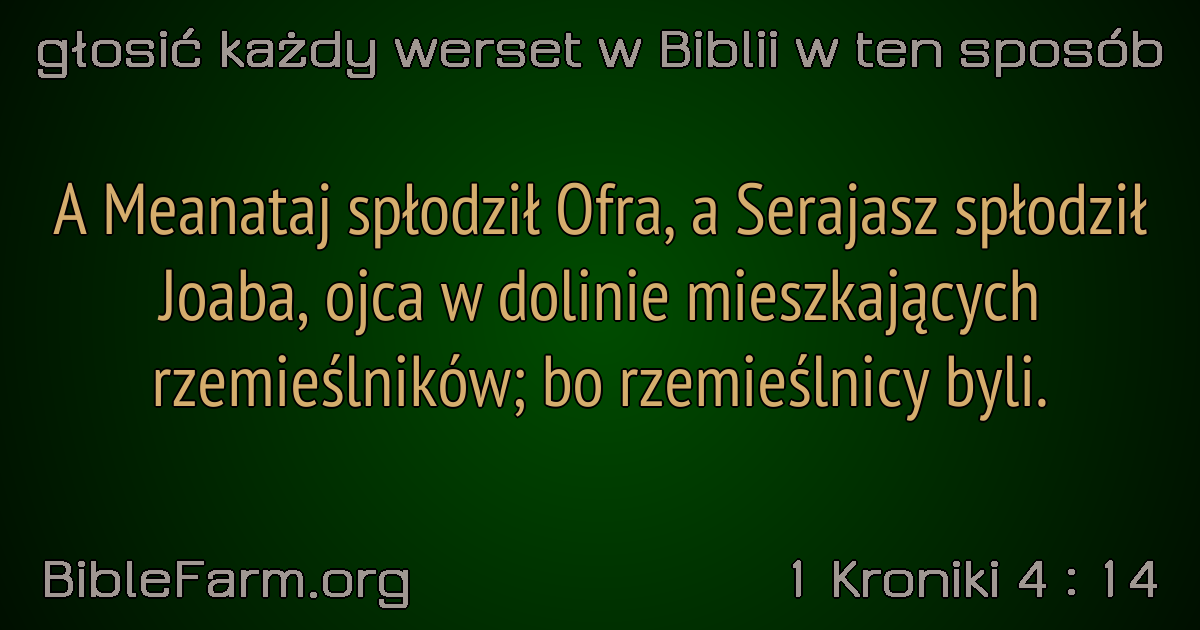 głosić każdy werset w Biblii w ten sposób
A Meanataj spłodził Ofra, a Serajasz spłodził
Joaba, ojca w dolinie mieszkających
rzemieślników; bo rzemieślnicy byli.
BibleFarm.org
1 Kroniki 4 : 14